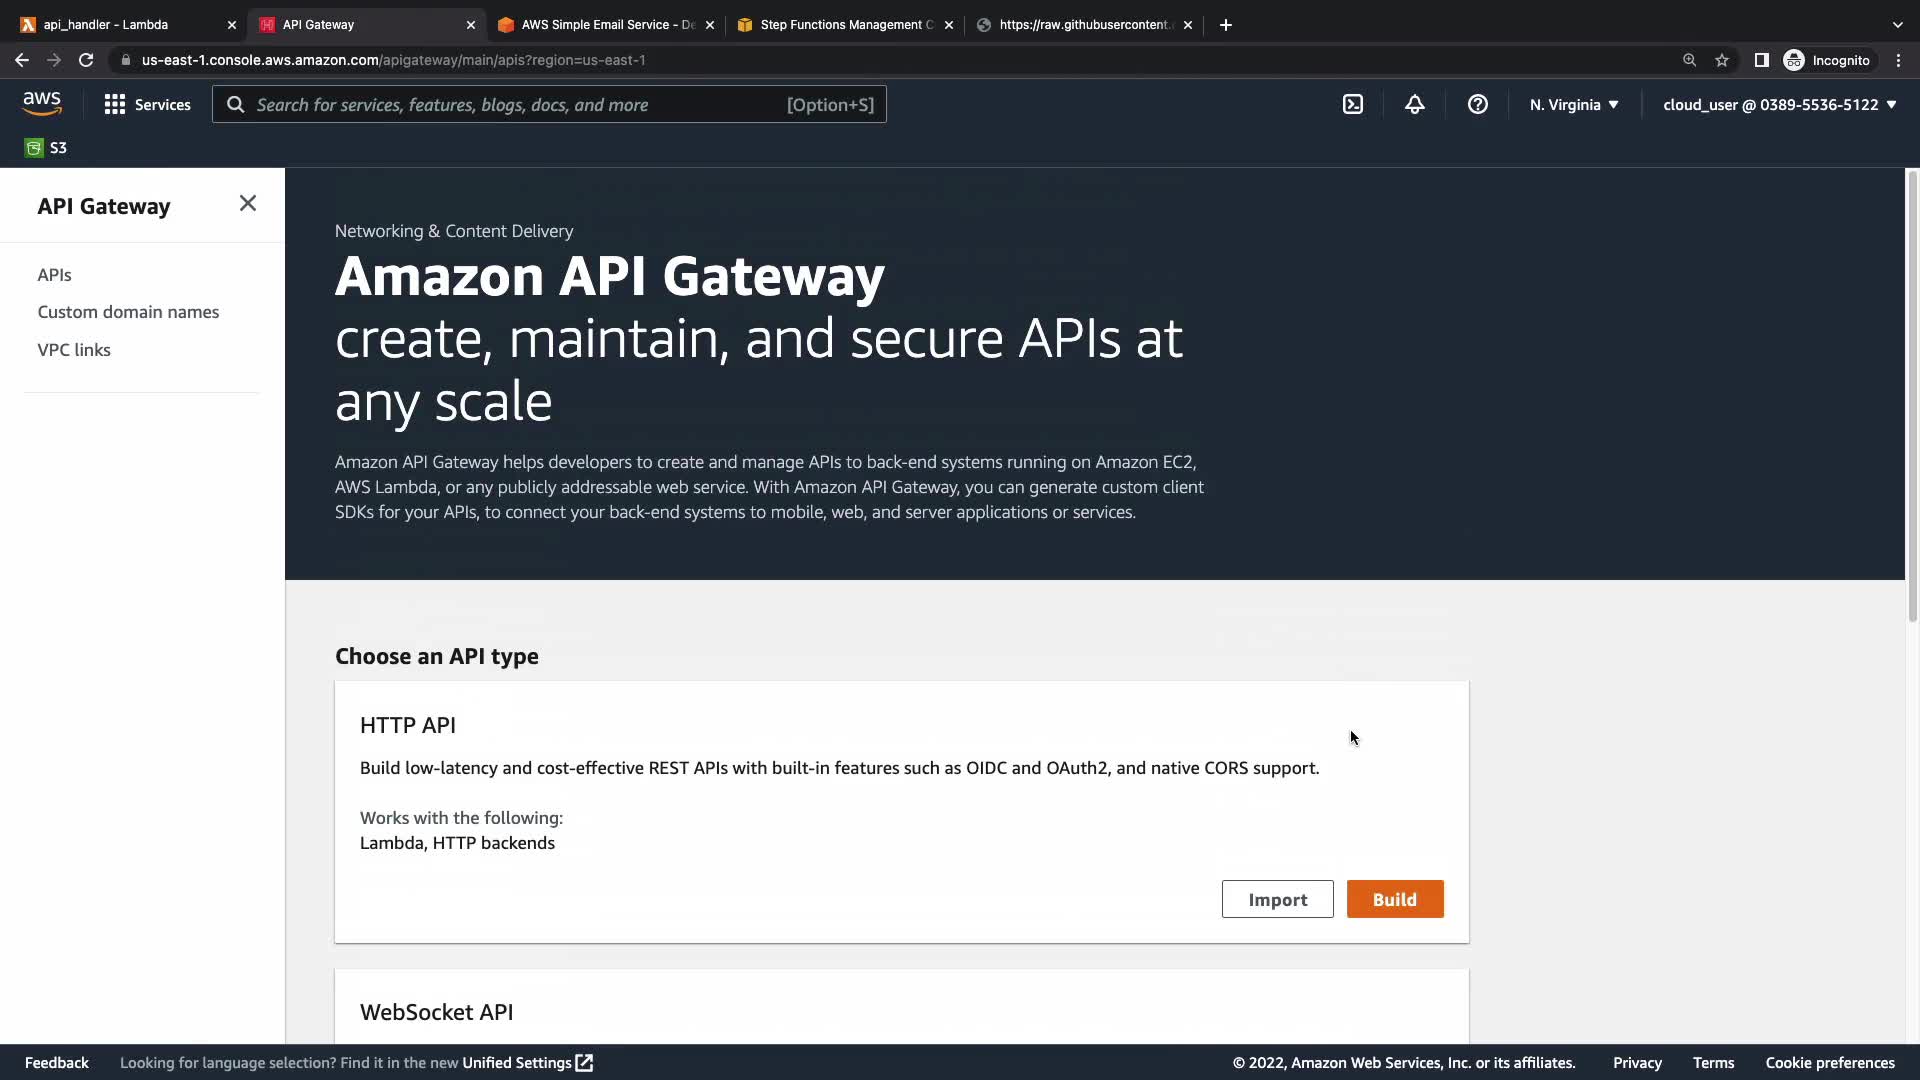 api_handler - Lambda
API Gateway
AWS Simple Email Service - De
Step Functions Management C
https://raw.githubusercontent.
us-east-1.console.aws.amazon.com/apigateway/main/apis?region=us-east-1
Incognito
aws
Services
Search for services, features, blogs, docs, and more
[Option+S]
N. Virginia
cloud_user @ 0389-5536-5122
S3
API Gateway
APIs
Custom domain names
VPC links
Networking & Content Delivery
Amazon API Gateway
create, maintain, and secure APIs at
any scale
Amazon API Gateway helps developers to create and manage APIs to back-end systems running on Amazon EC2,
AWS Lambda, or any publicly addressable web service. With Amazon API Gateway, you can generate custom client
SDKs for your APIs, to connect your back-end systems to mobile, web, and server applications or services.
Choose an API type
HTTP API
Build low-latency and cost-effective REST APIs with built-in features such as OIDC and OAuth2, and native CORS support.
Works with the following:
Lambda, HTTP backends
Import
Build
WebSocket API
Feedback
Looking for language selection? Find it in the new Unified Settings
© 2022, Amazon Web Services, Inc. or its affiliates.
Privacy
Terms
Cookie preferences